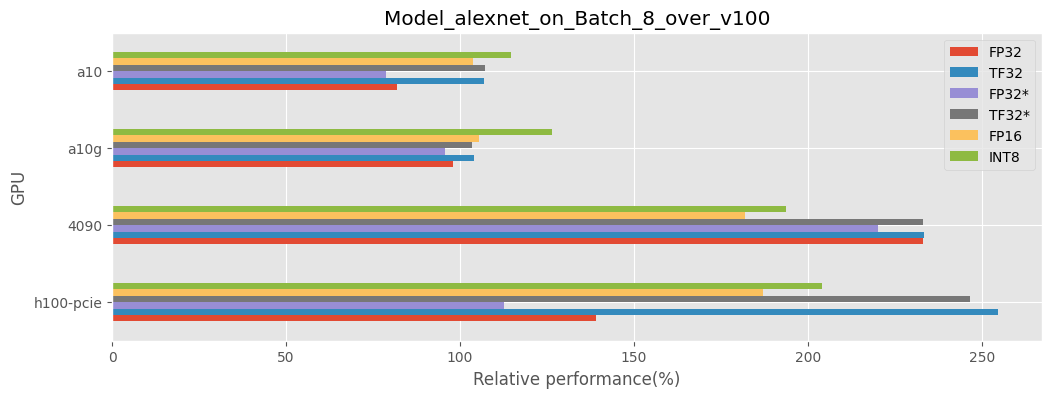 Model_alexnet_on_Batch_8_over_v100
FP32
TF32
FP32*
TF32*
FP16
INT8
GPU
a10
a10g
4090
h100-pcie
0
50
100
150
200
250
Relative performance(%)